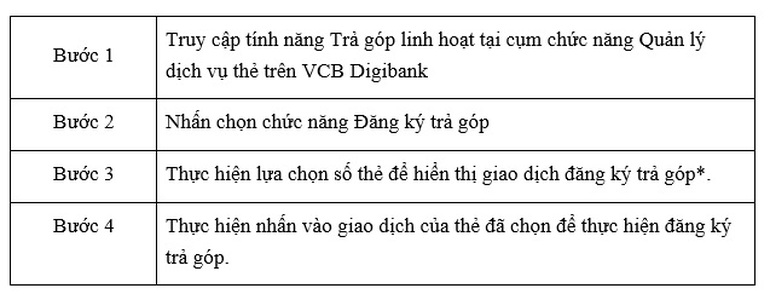 Bước 1
Truy cập tính năng Trả góp linh hoạt tại cụm chức năng Quản lý
dịch vụ thẻ trên VCB Digibank
Bước 2
Nhấn chọn chức năng Đăng ký trả góp
Bước 3
Thực hiện lựa chọn số thẻ để hiển thị giao dịch đăng ký trả góp*.
Bước 4
Thực hiện nhấn vào giao dịch của thẻ đã chọn để thực hiện đăng ký
trả góp.